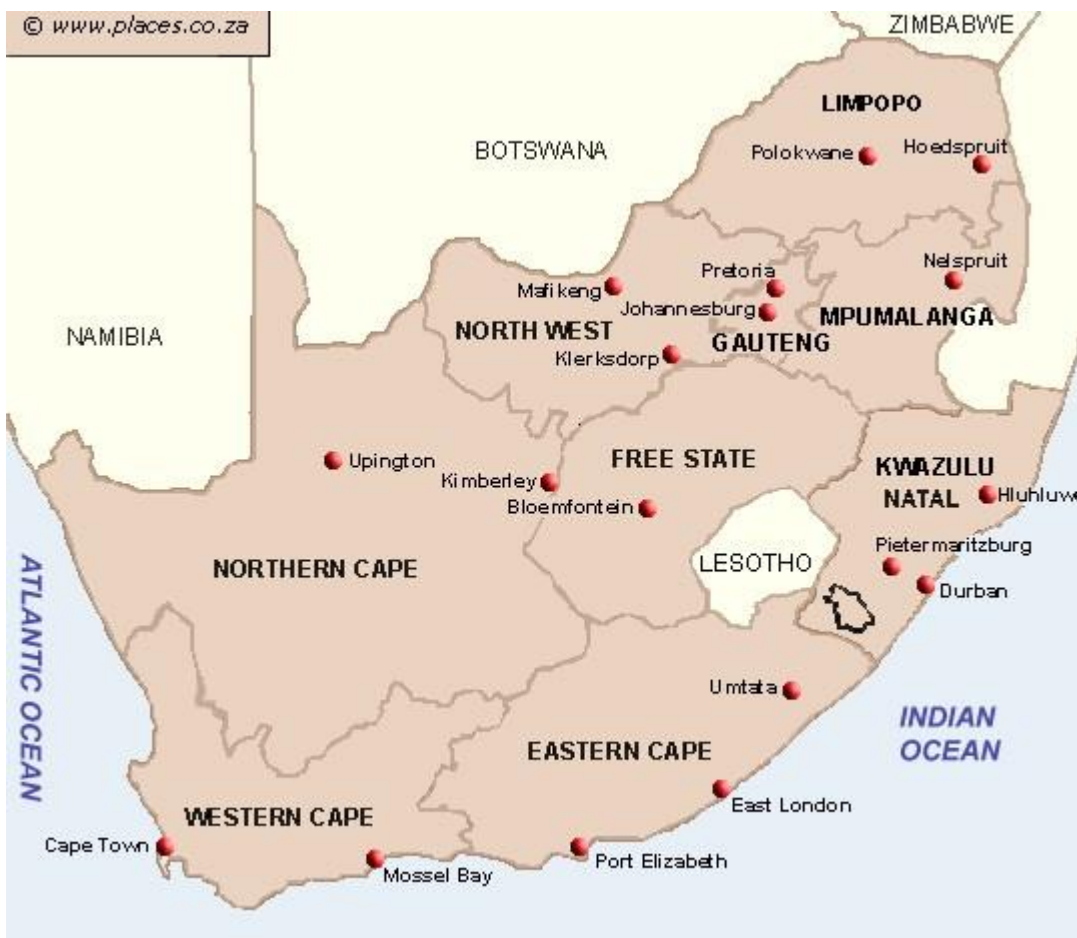 © www.places.co.za
ZIMBABWE
LIMPOPO
BOTSWANA
Polokwane
Hoedspruit
Nelspruit
Pretoria
Mafikeng
Johannesburg
MPUMALANGA
NAMIBIA
NORTH WEST
GAUTENG
Klerksdorp
Upington
FREE STATE
KWAZULU
NATAL
Kimberley
Hluhluwe
Bloemfontein
Pietermaritzburg
LESOTHO
NORTHERN CAPE
Durban
ATLANTIC OCEAN
Umtata
INDIAN
OCEAN
EASTERN CAPE
East London
WESTERN CAPE
Cape Town
Port Elizabeth
Mossel Bay